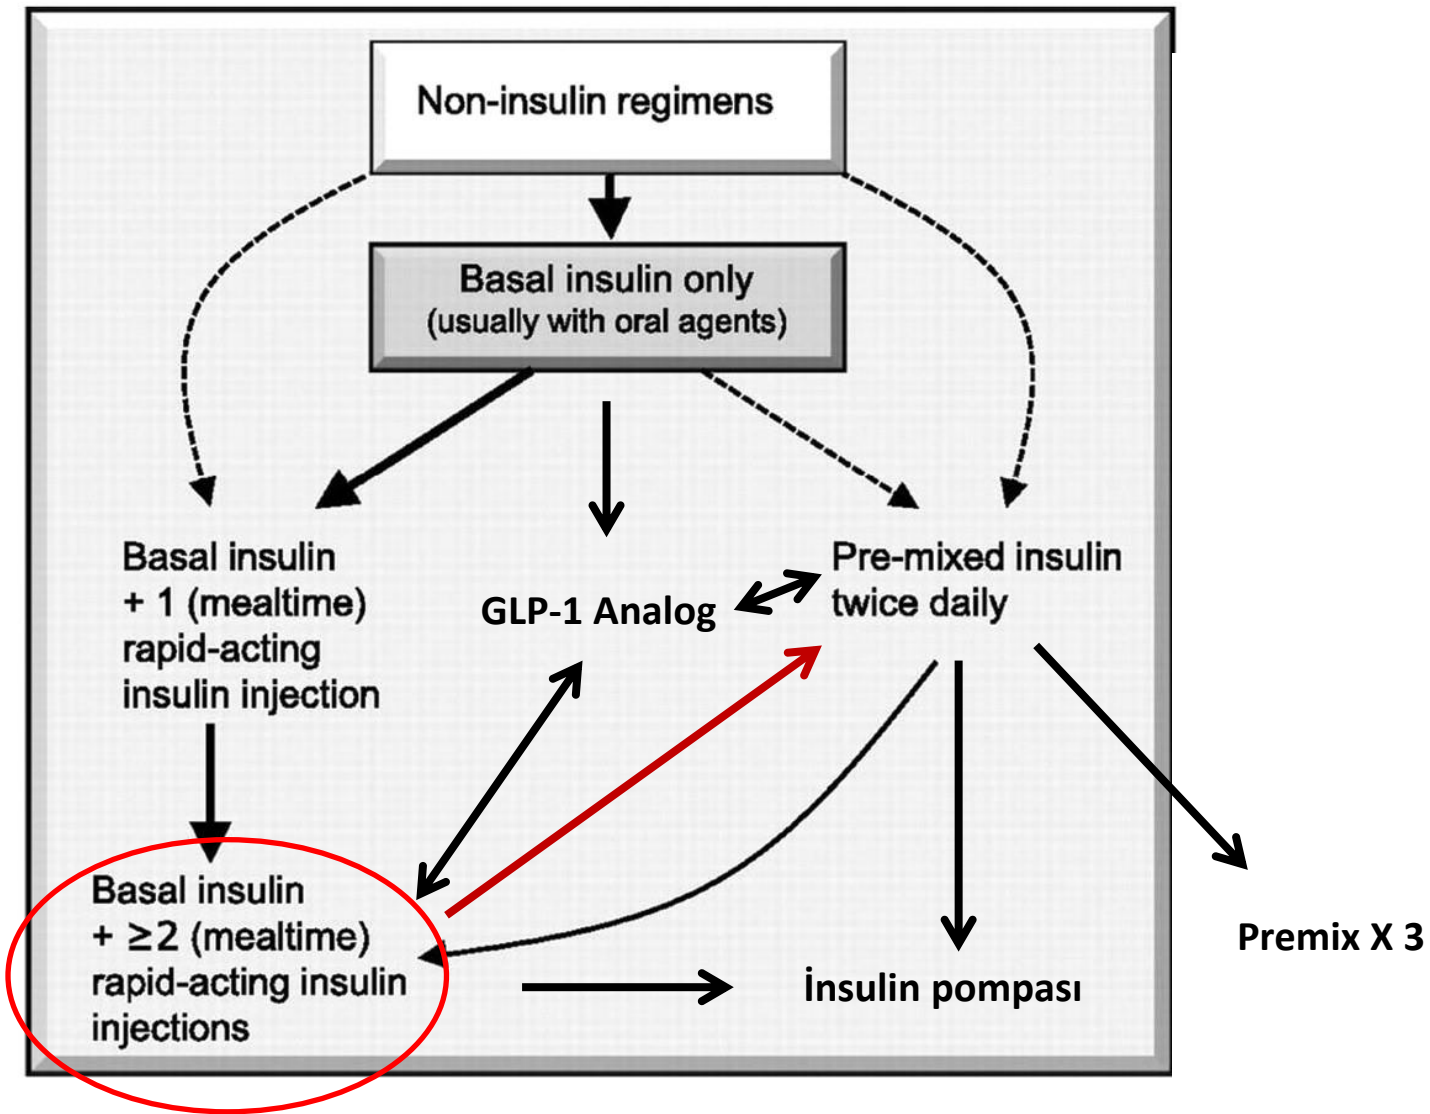 Non-insulin regimens
Basal insulin only
(usually with oral agents)
Basal insulin
+ 1 (mealtime)
rapid-acting
insulin injection
GLP-1 Analog
Pre-mixed insulin
twice daily
Basal insulin
+ ≥2 (mealtime)
rapid-acting insulin
injections
İnsulin pompası
Premix X 3